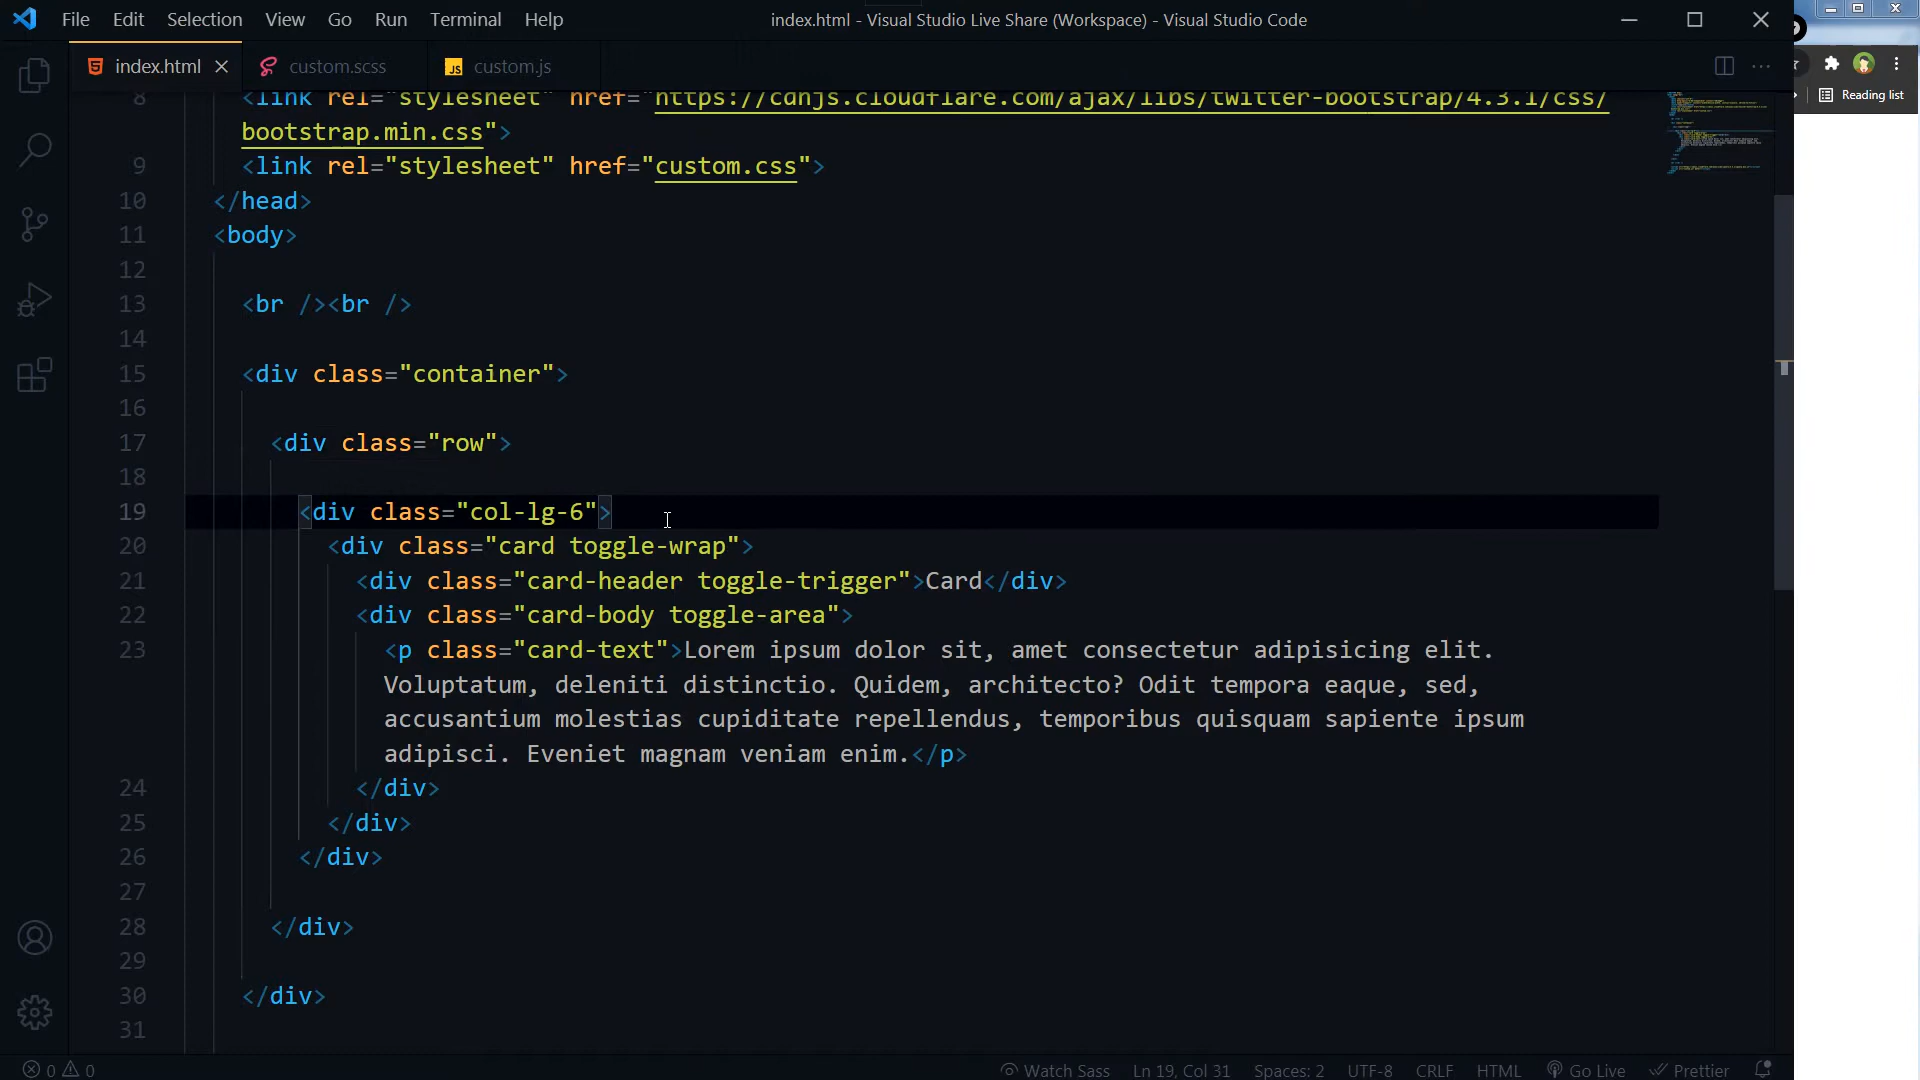 File Edit Selection View Go Run Terminal Help index.html - Visual Studio Live Share (Workspace) - Visual Studio Code
index.html custom.scss JS custom.js
Reading list
8 <link rel="stylesheet" href="https://cdnjs.cloudflare.com/ajax/libs/twitter-bootstrap/4.3.1/css/
bootstrap.min.css">
9 <link rel="stylesheet" href="custom.css">
10 </head>
11 <body>
12
13 <br /><br />
14
15 <div class="container">
16
17 <div class="row">
18
19 <div class="col-lg-6">
20 <div class="card toggle-wrap">
21 <div class="card-header toggle-trigger">Card</div>
22 <div class="card-body toggle-area">
23 <p class="card-text">Lorem ipsum dolor sit, amet consectetur adipisicing elit.
Voluptatum, deleniti distinctio. Quidem, architecto? Odit tempora eaque, sed,
accusantium molestias cupiditate repellendus, temporibus quisquam sapiente ipsum
adipisci. Eveniet magnam veniam enim.</p>
24 </div>
25 </div>
26 </div>
27
28 </div>
29
30 </div>
31
0 0 Watch Sass Ln 19, Col 31 Spaces: 2 UTF-8 CRLF HTML Go Live Prettier